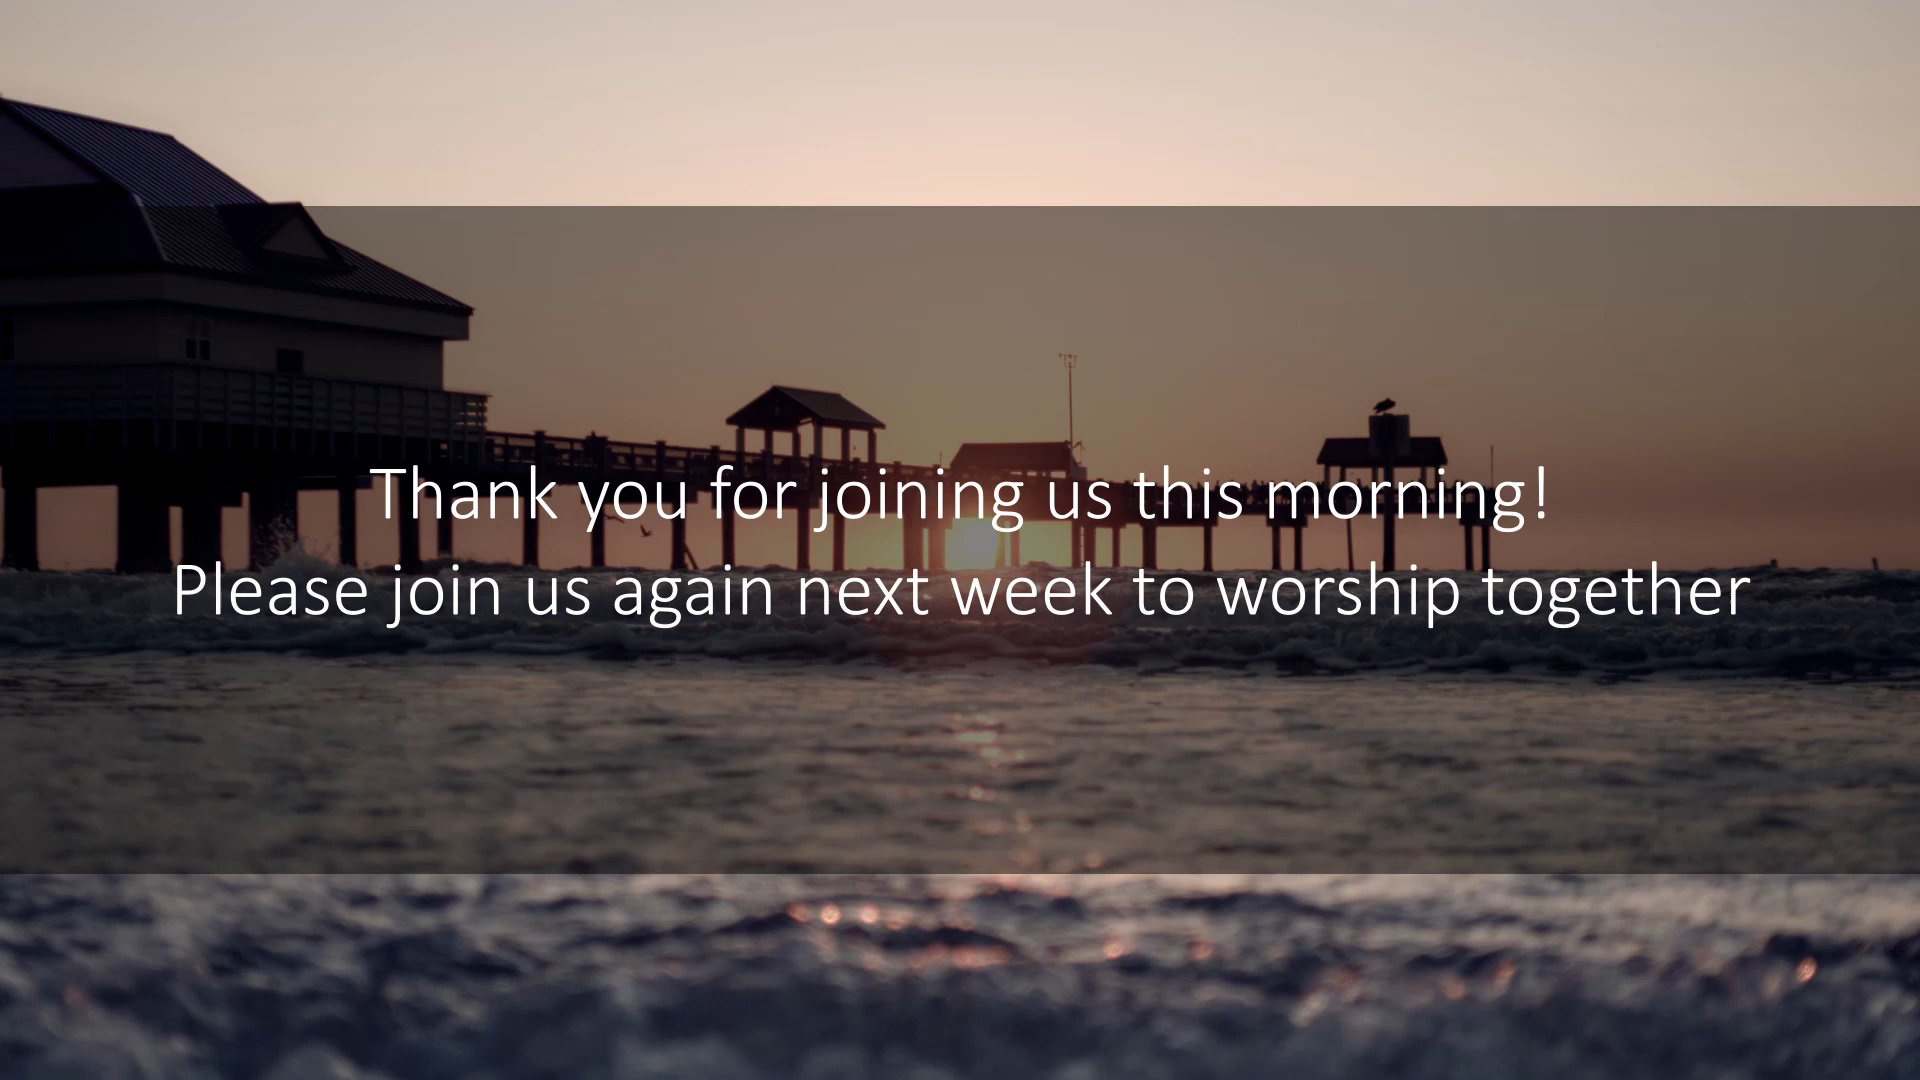 Thank you for joining us this morning!
Please join us again next week to worship together